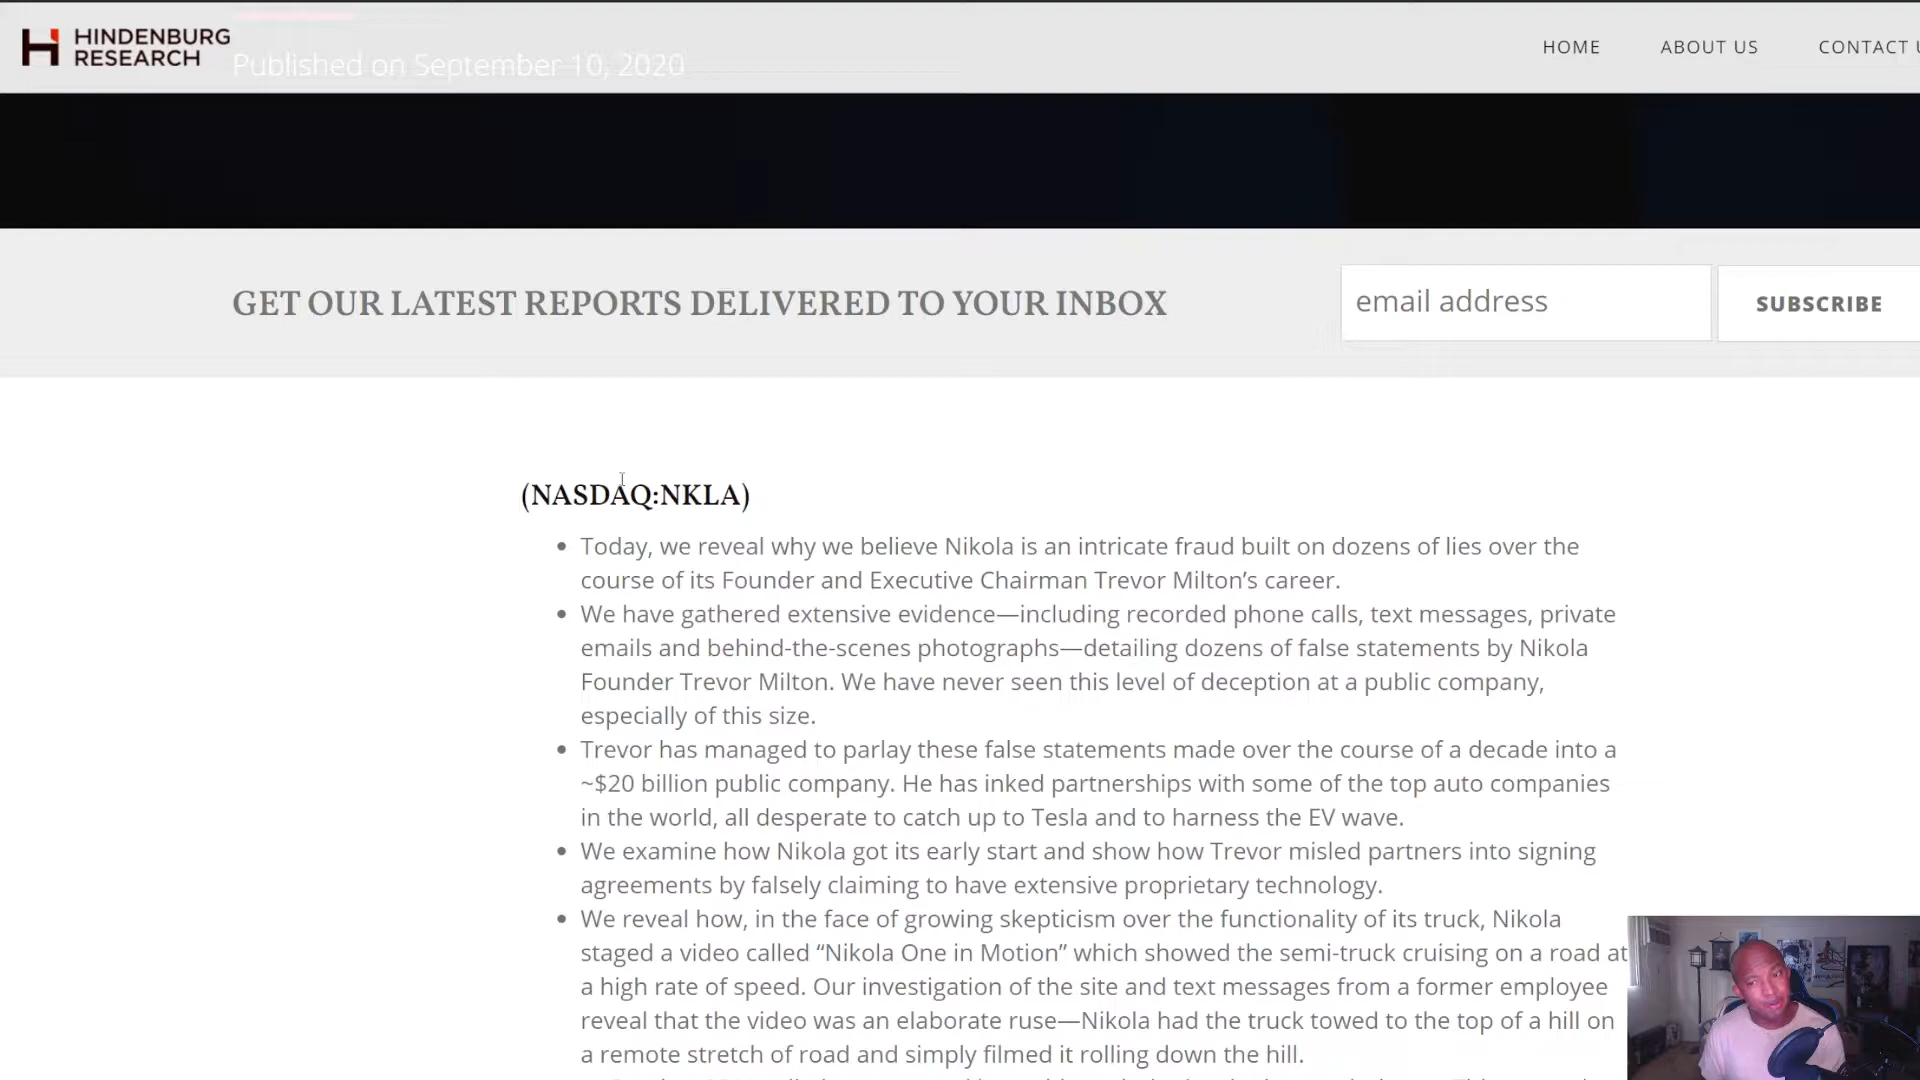 HINDENBURG
RESEARCH
Published on September 10, 2020
HOME
ABOUT US
CONTACT
GET OUR LATEST REPORTS DELIVERED TO YOUR INBOX
email address
SUBSCRIBE
(NASDAQ:NKLA)
• Today, we reveal why we believe Nikola is an intricate fraud built on dozens of lies over the
course of its Founder and Executive Chairman Trevor Milton’s career.
• We have gathered extensive evidence—including recorded phone calls, text messages, private
emails and behind-the-scenes photographs—detailing dozens of false statements by Nikola
Founder Trevor Milton. We have never seen this level of deception at a public company,
especially of this size.
• Trevor has managed to parlay these false statements made over the course of a decade into a
~$20 billion public company. He has inked partnerships with some of the top auto companies
in the world, all desperate to catch up to Tesla and to harness the EV wave.
• We examine how Nikola got its early start and show how Trevor misled partners into signing
agreements by falsely claiming to have extensive proprietary technology.
• We reveal how, in the face of growing skepticism over the functionality of its truck, Nikola
staged a video called “Nikola One in Motion” which showed the semi-truck cruising on a road at
a high rate of speed. Our investigation of the site and text messages from a former employee
reveal that the video was an elaborate ruse—Nikola had the truck towed to the top of a hill on
a remote stretch of road and simply filmed it rolling down the hill.